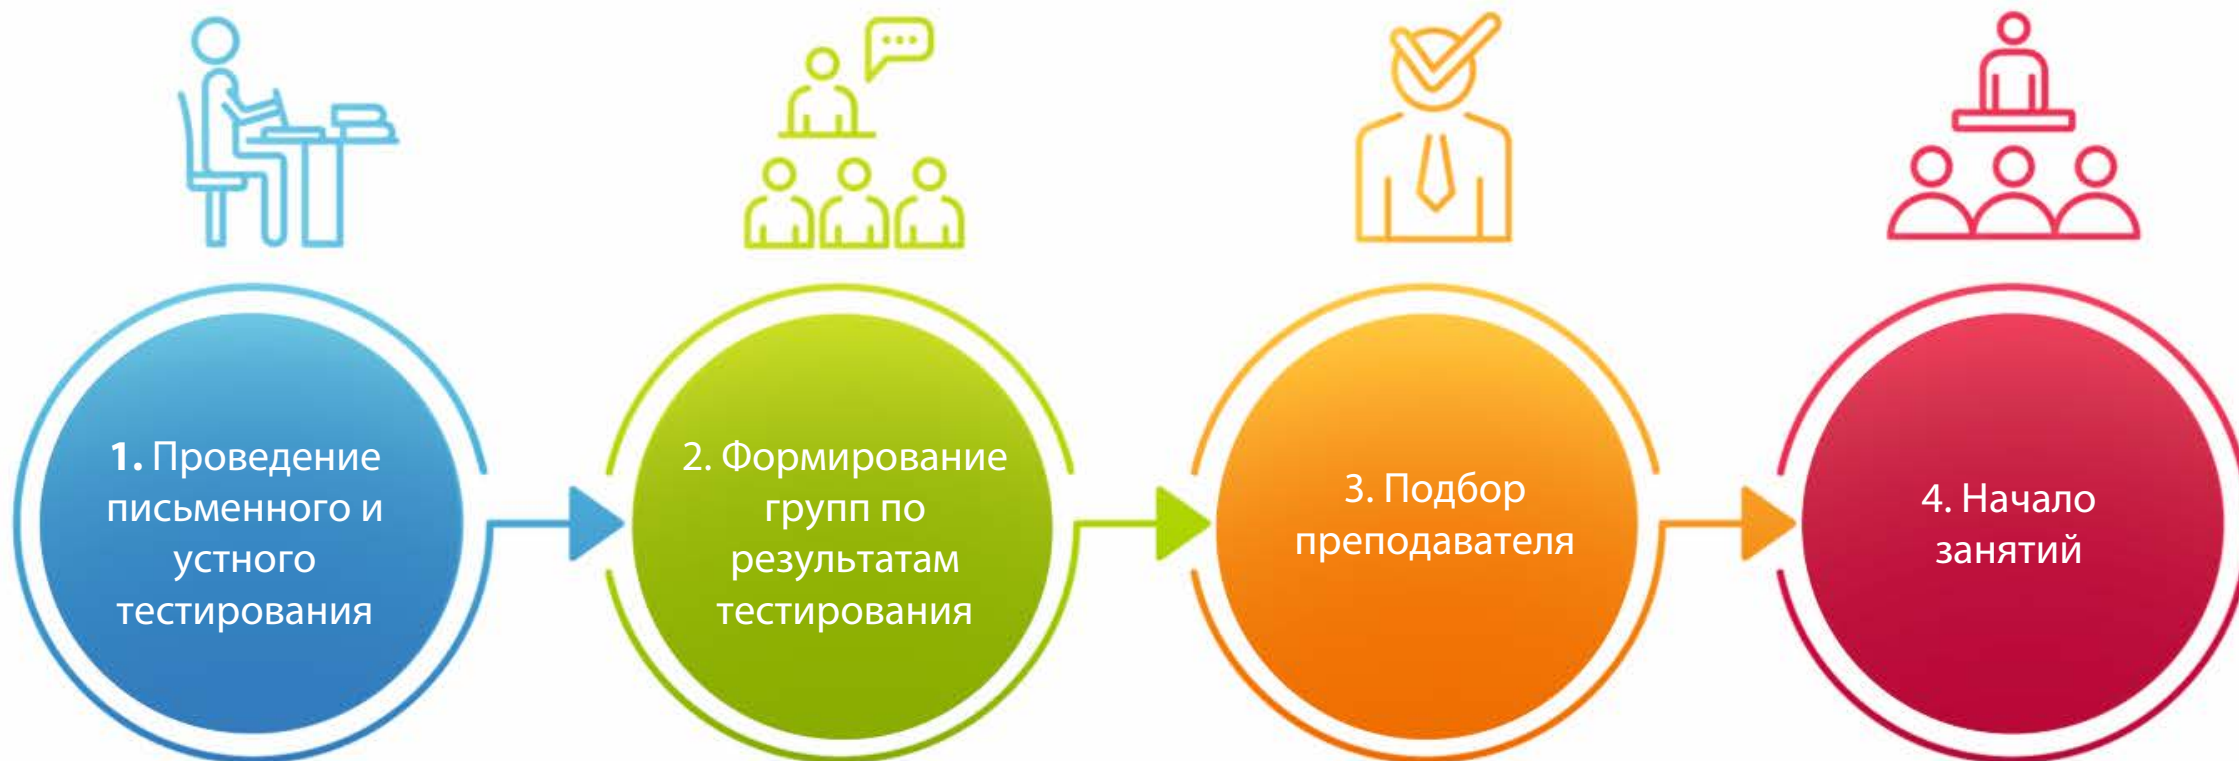 1. Проведение
письменного и
устного
тестирования
2. Формирование
групп по
результатам
тестирования
3. Подбор
преподавателя
4. Начало
занятий